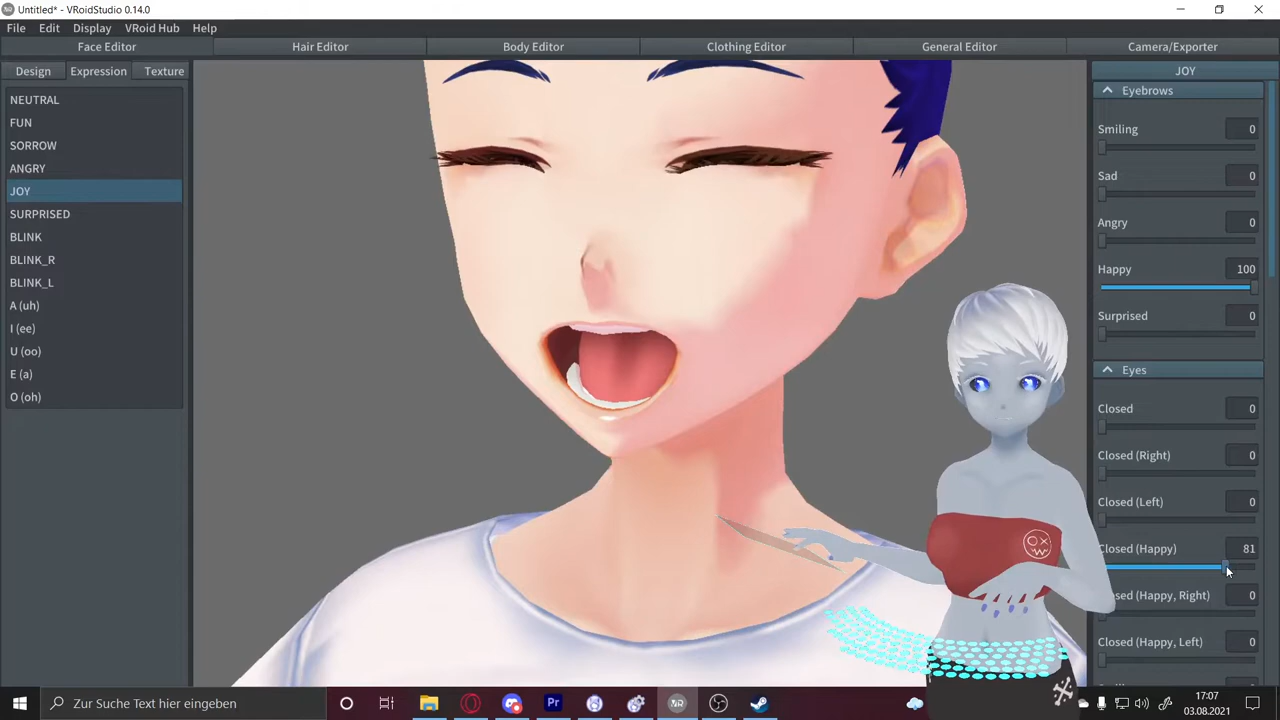 Untitled* - VRoidStudio 0.14.0
File Edit Display VRoid Hub Help
Face Editor Hair Editor Body Editor Clothing Editor General Editor Camera/Exporter
Design Expression Texture
NEUTRAL
FUN
SORROW
ANGRY
JOY
SURPRISED
BLINK
BLINK_R
BLINK_L
A (uh)
I (ee)
U (oo)
E (a)
O (oh)
JOY
Eyebrows
Smiling 0
Sad 0
Angry 0
Happy 100
Surprised 0
Eyes
Closed 0
Closed (Right) 0
Closed (Left) 0
Closed (Happy) 81
Closed (Happy, Right) 0
Closed (Happy, Left) 0
Zur Suche Text hier eingeben
Pr
17:07
03.08.2021